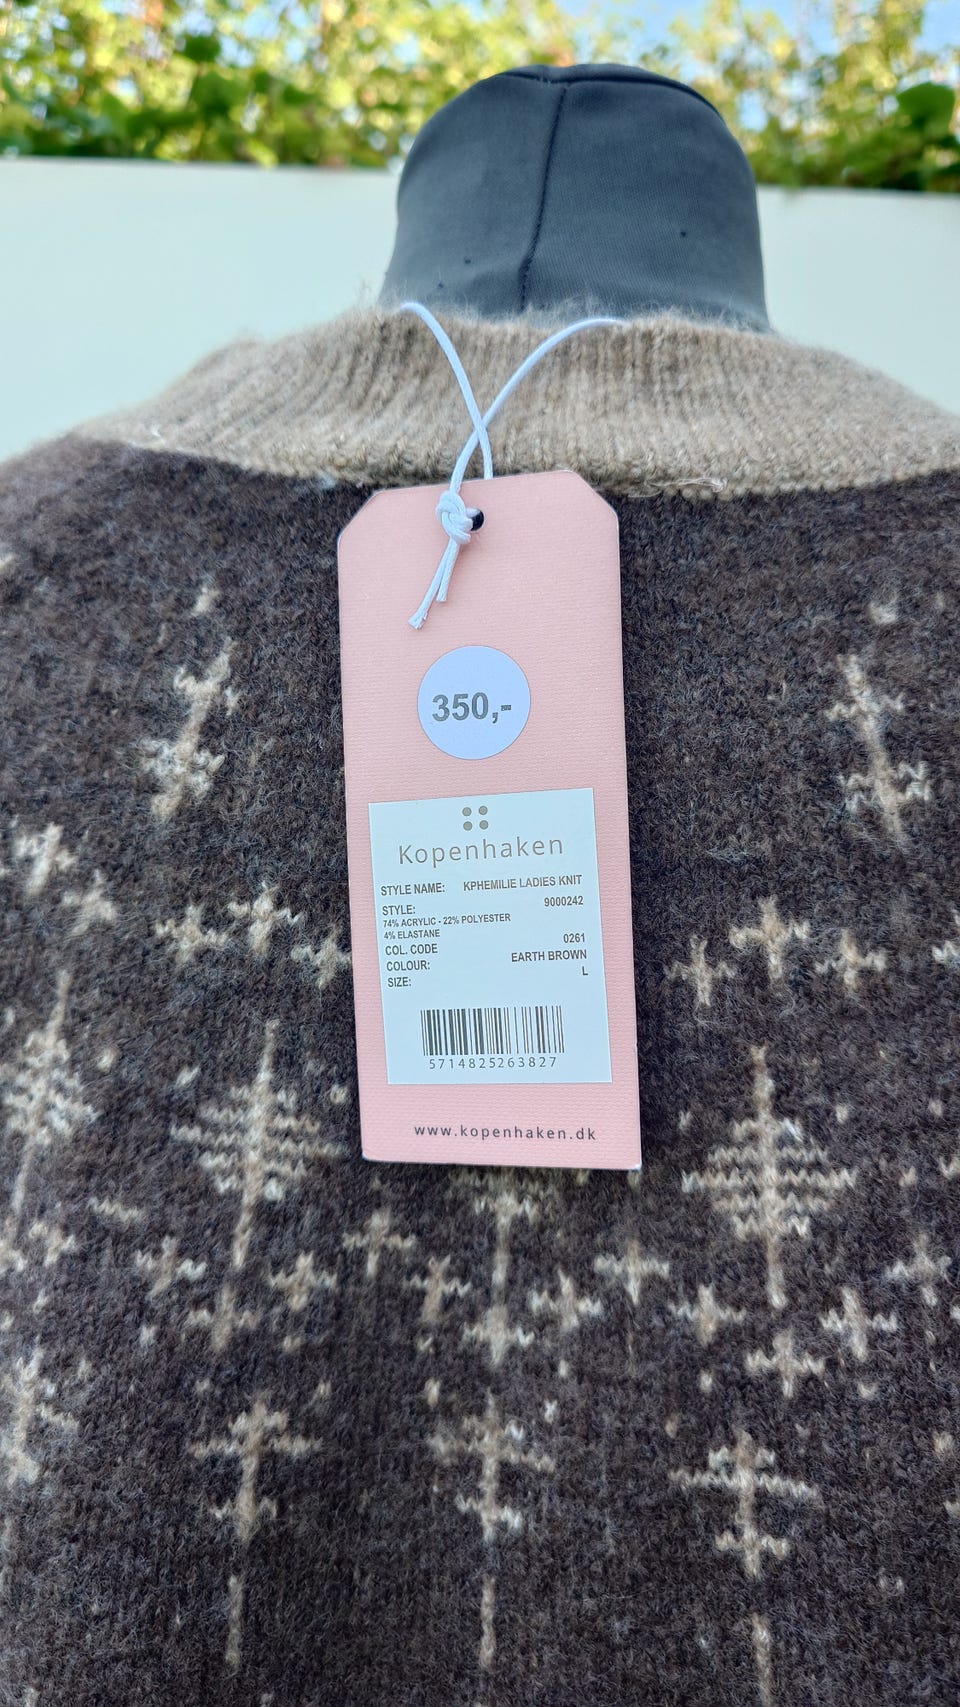 350,-
Kopenhaken
STYLE NAME: KPHEMILIE LADIES KNIT
STYLE: 9000242
74% ACRYLIC - 22% POLYESTER
4% ELASTANE
COL. CODE 0261
COLOUR: EARTH BROWN
SIZE: L
5714825263827
www.kopenhaken.dk